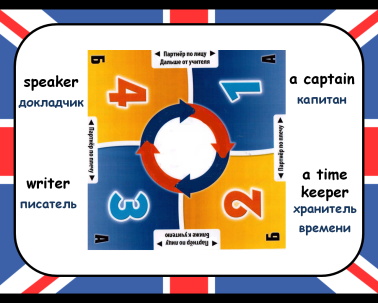 speaker
докладчик
writer
писатель
Партнёр по лицу
Дальше от учителя
Б
А
4
1
Партнёр по плечу
Партнёр по плечу
3
2
А
Б
Партнёр по лицу
Ближе к учителю
a captain
капитан
a time
keeper
хранитель
времени